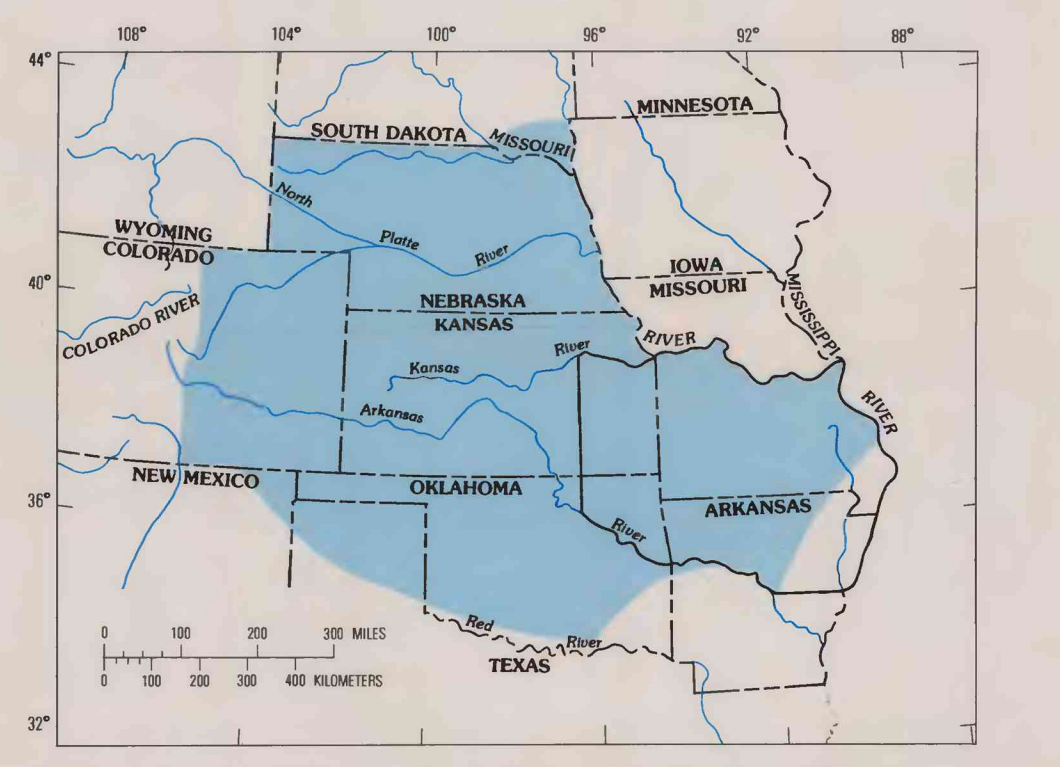 108°
104°
100°
96°
92°
88°
44°
MINNESOTA
SOUTH DAKOTA
MISSOURI
North
WYOMING
COLORADO
Platte
River
IOWA
MISSOURI
40°
MISSISSIPPI
NEBRASKA
KANSAS
COLORADO RIVER
RIVER
River
Kansas
RIVER
Arkansas
NEW MEXICO
OKLAHOMA
36°
ARKANSAS
River
Red
River
TEXAS
0 100 200 300 MILES
0 100 200 300 400 KILOMETERS
32°